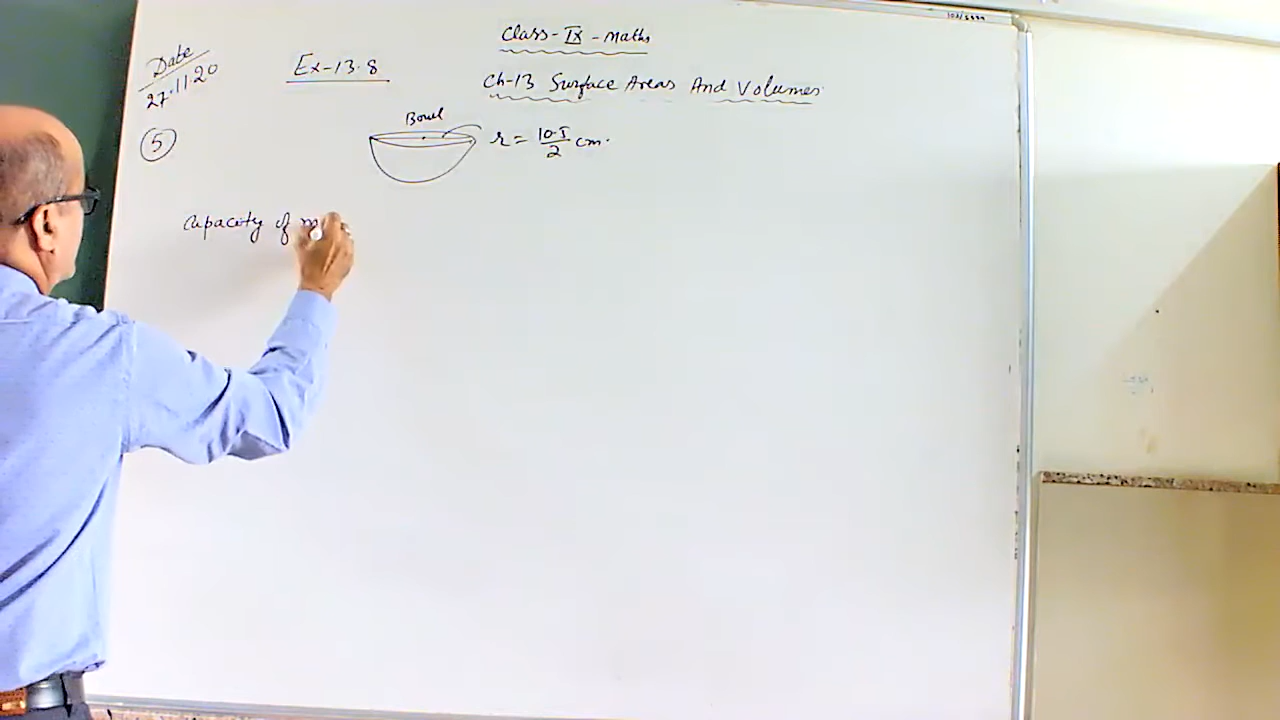 Class-IX-Maths
Date
27.11.20
Ex-13.8
Ch-13 Surface Areas And Volumes
5
Bowl
r = 10.5/2 cm.
Capacity of